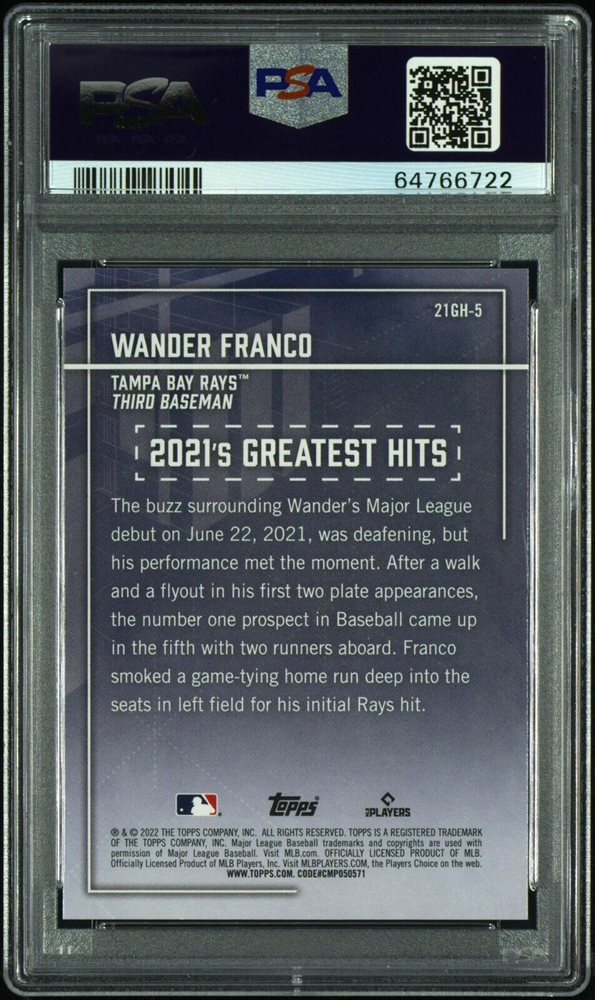 PSA
PSA
64766722
21GH-5
WANDER FRANCO
TAMPA BAY RAYS™
THIRD BASEMAN
2021's GREATEST HITS
The buzz surrounding Wander's Major League
debut on June 22, 2021, was deafening, but
his performance met the moment. After a walk
and a flyout in his first two plate appearances,
the number one prospect in Baseball came up
in the fifth with two runners aboard. Franco
smoked a game-tying home run deep into the
seats in left field for his initial Rays hit.
Topps
MLB PLAYERS
® & © 2022 THE TOPPS COMPANY, INC. ALL RIGHTS RESERVED. TOPPS IS A REGISTERED TRADEMARK
OF THE TOPPS COMPANY, INC. Major League Baseball trademarks and copyrights are used with
permission of Major League Baseball. Visit MLB.com. OFFICIALLY LICENSED PRODUCT OF MLB.
Officially Licensed Product of MLB Players, Inc. Visit MLBPLAYERS.COM, the Players Choice on the web.
WWW.TOPPS.COM. CODE#CMP050571